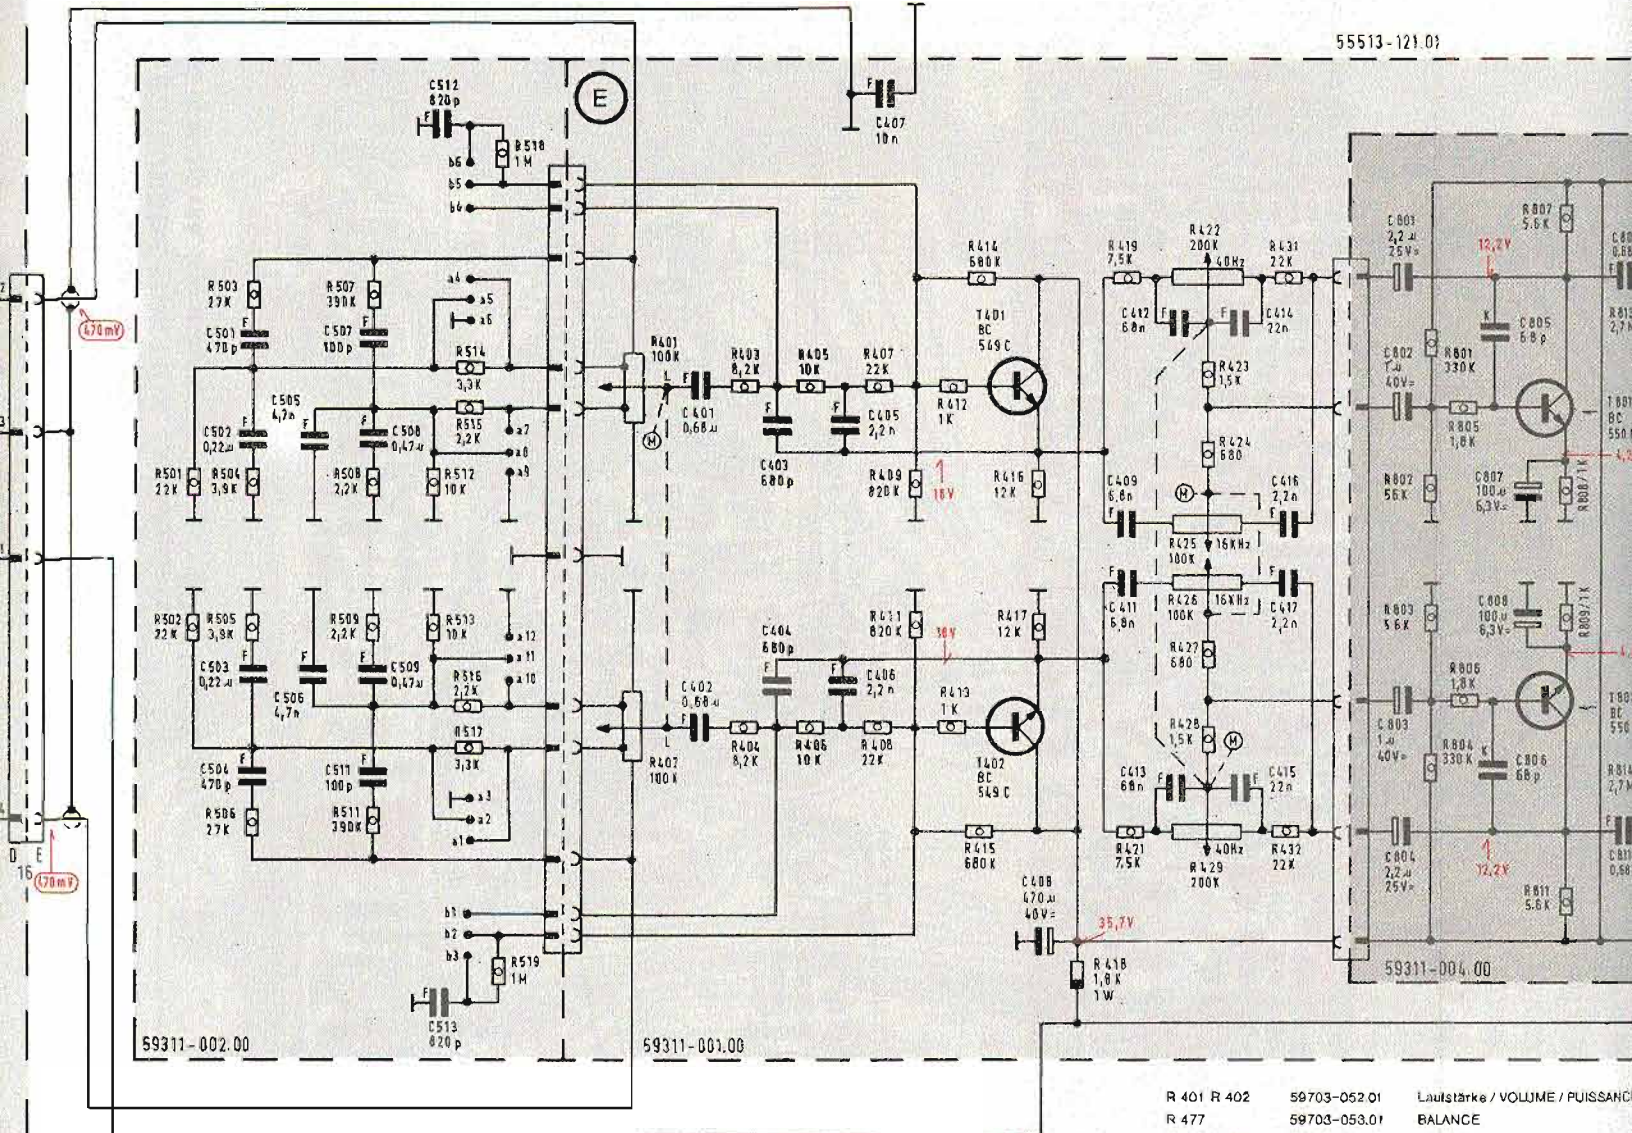 55513-121.01
E
C512
820p
R518
1M
b6
b5
b4
C407
10n
F
R503
27K
C501
470p
R507
390K
C507
100p
a4
a5
a6
R514
3,3K
R515
2,2K
C505
4,7n
C502
0,22µ
C508
0,47µ
a7
a8
a9
R501
22K
R504
3,9K
R508
2,2K
R512
10K
R401
100K
L
M
C401
0,68µ
R403
8,2K
R405
10K
R407
22K
C403
680p
C405
2,2n
R409
820K
18V
R412
1K
R414
680K
T401
BC
549C
R416
12K
R419
7,5K
R422
200K
40Hz
R431
22K
C412
68n
C414
22n
R423
1,5K
R424
680
C409
6,8n
M
C416
2,2n
R425
100K
16KHz
C801
2,2µ
25V=
12,2V
R807
5.6K
C802
1µ
40V=
R801
330K
C805
68p
R805
1,8K
R802
56K
C807
100µ
6,3V=
R808/1K
470mV
R502
22K
R505
3,9K
R509
2,2K
R513
10K
a12
a11
a10
C503
0,22µ
C506
4,7n
C509
0,47µ
R516
2,2K
R517
3,3K
C504
470p
C511
100p
R506
27K
R511
390K
a3
a2
a1
b1
b2
b3
R519
1M
C513
820p
R402
100K
L
C402
0,68µ
R404
8,2K
R406
10K
R408
22K
C404
680p
C406
2,2n
R411
820K
18V
R413
1K
R417
12K
T402
BC
549C
R415
680K
C408
470µ
40V=
35,7V
R418
1,8K
1W
C411
6,8n
R426
100K
16KHz
C417
2,2n
R427
680
R428
1,5K
M
C413
68n
C415
22n
R421
7,5K
R429
200K
40Hz
R432
22K
R803
56K
C808
100µ
6,3V=
R809/1K
R806
1,8K
C803
1µ
40V=
R804
330K
C806
68p
C804
2,2µ
25V=
12,2V
R811
5.6K
D E
16
470mV
59311-002.00
59311-001.00
59311-004.00
R 401 R 402 59703-052.01 Lautstärke / VOLUME / PUISSANC
R 477 59703-053.01 BALANCE